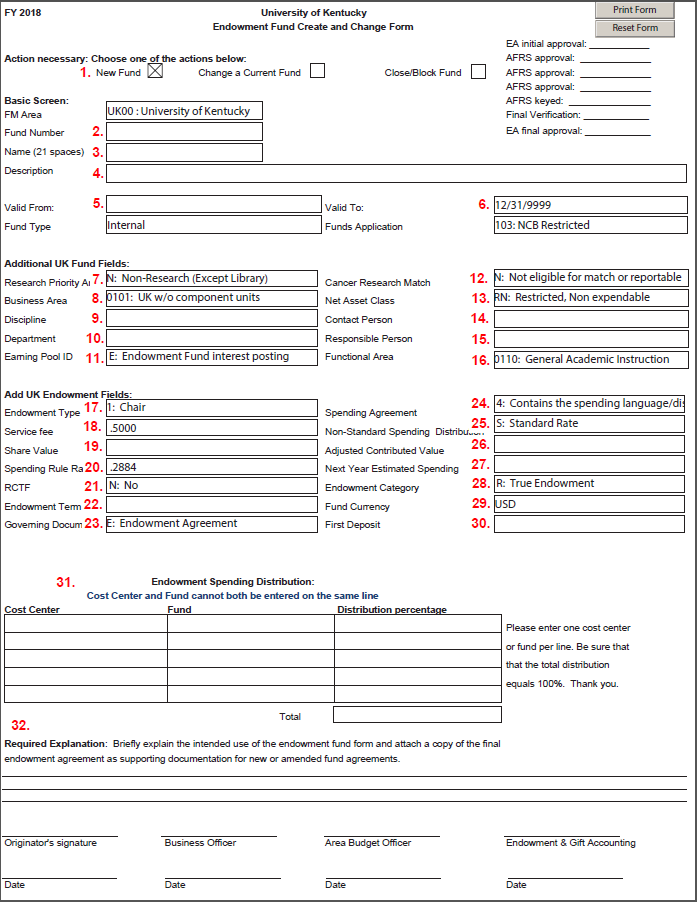 FY 2018
University of Kentucky
Endowment Fund Create and Change Form
Print Form
Reset Form
EA initial approval: ____________
AFRS approval: ______________
AFRS approval: ______________
AFRS approval: ______________
AFRS keyed: ________________
Final Verification: _____________
EA final approval: _____________
Action necessary: Choose one of the actions below:
1. New Fund ☒ Change a Current Fund ☐ Close/Block Fund ☐
Basic Screen:
FM Area UK00 : University of Kentucky
Fund Number 2.
Name (21 spaces) 3.
Description 4.
Valid From: 5. Valid To: 6. 12/31/9999
Fund Type Internal Funds Application 103: NCB Restricted
Additional UK Fund Fields:
Research Priority Ar 7. N: Non-Research (Except Library) Cancer Research Match 12. N: Not eligible for match or reportable
Business Area 8. 0101: UK w/o component units Net Asset Class 13. RN: Restricted, Non expendable
Discipline 9. Contact Person 14.
Department 10. Responsible Person 15.
Earning Pool ID 11. E: Endowment Fund interest posting Functional Area 16. 0110: General Academic Instruction
Add UK Endowment Fields:
Endowment Type 17. 1: Chair Spending Agreement 24. 4: Contains the spending language/dis
Service fee 18. .5000 Non-Standard Spending Distribution 25. S: Standard Rate
Share Value 19. Adjusted Contributed Value 26.
Spending Rule Ra 20. .2884 Next Year Estimated Spending 27.
RCTF 21. N: No Endowment Category 28. R: True Endowment
Endowment Term 22. Fund Currency 29. USD
Governing Docum 23. E: Endowment Agreement First Deposit 30.
31. Endowment Spending Distribution:
Cost Center and Fund cannot both be entered on the same line
Cost Center Fund Distribution percentage
Please enter one cost center
or fund per line. Be sure that
that the total distribution
equals 100%. Thank you.
Total
32.
Required Explanation: Briefly explain the intended use of the endowment fund form and attach a copy of the final
endowment agreement as supporting documentation for new or amended fund agreements.
Originator's signature Business Officer Area Budget Officer Endowment & Gift Accounting
Date Date Date Date